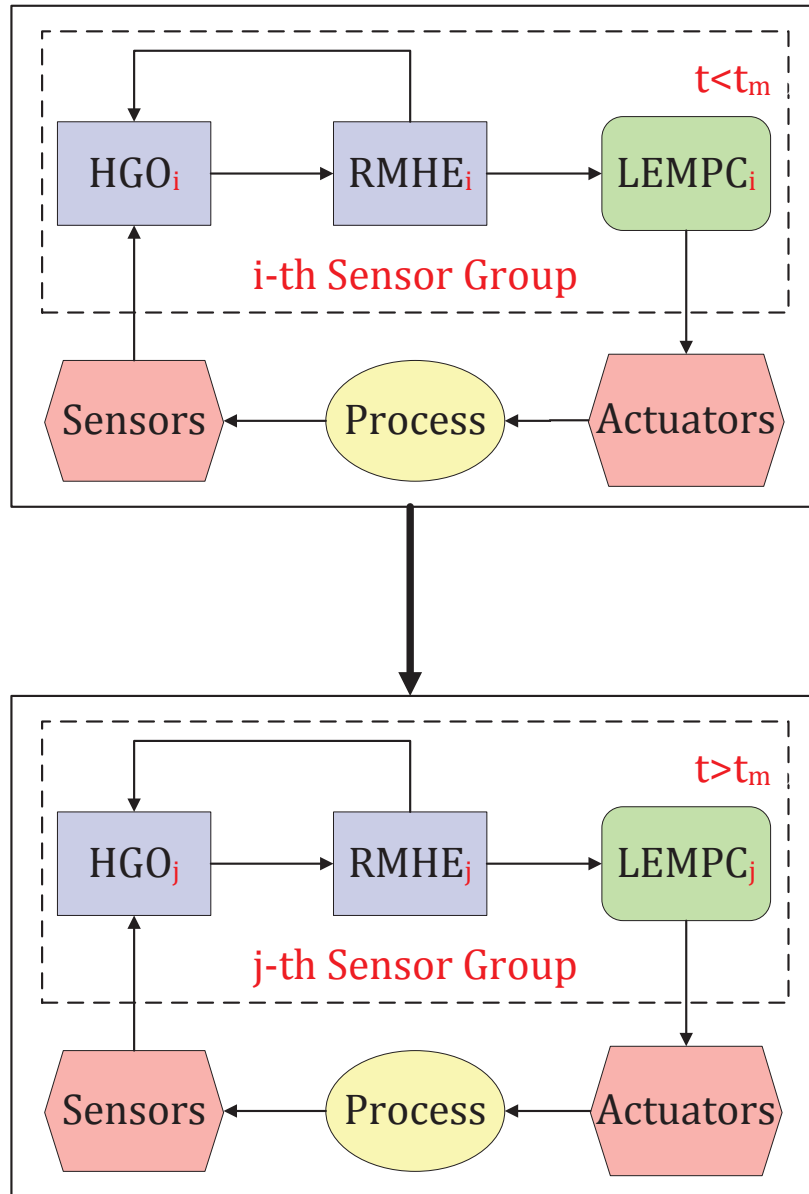 t<tₘ
HGOᵢ RMHEᵢ LEMPCᵢ
i-th Sensor Group
Sensors Process Actuators
t>tₘ
HGOⱼ RMHEⱼ LEMPCⱼ
j-th Sensor Group
Sensors Process Actuators